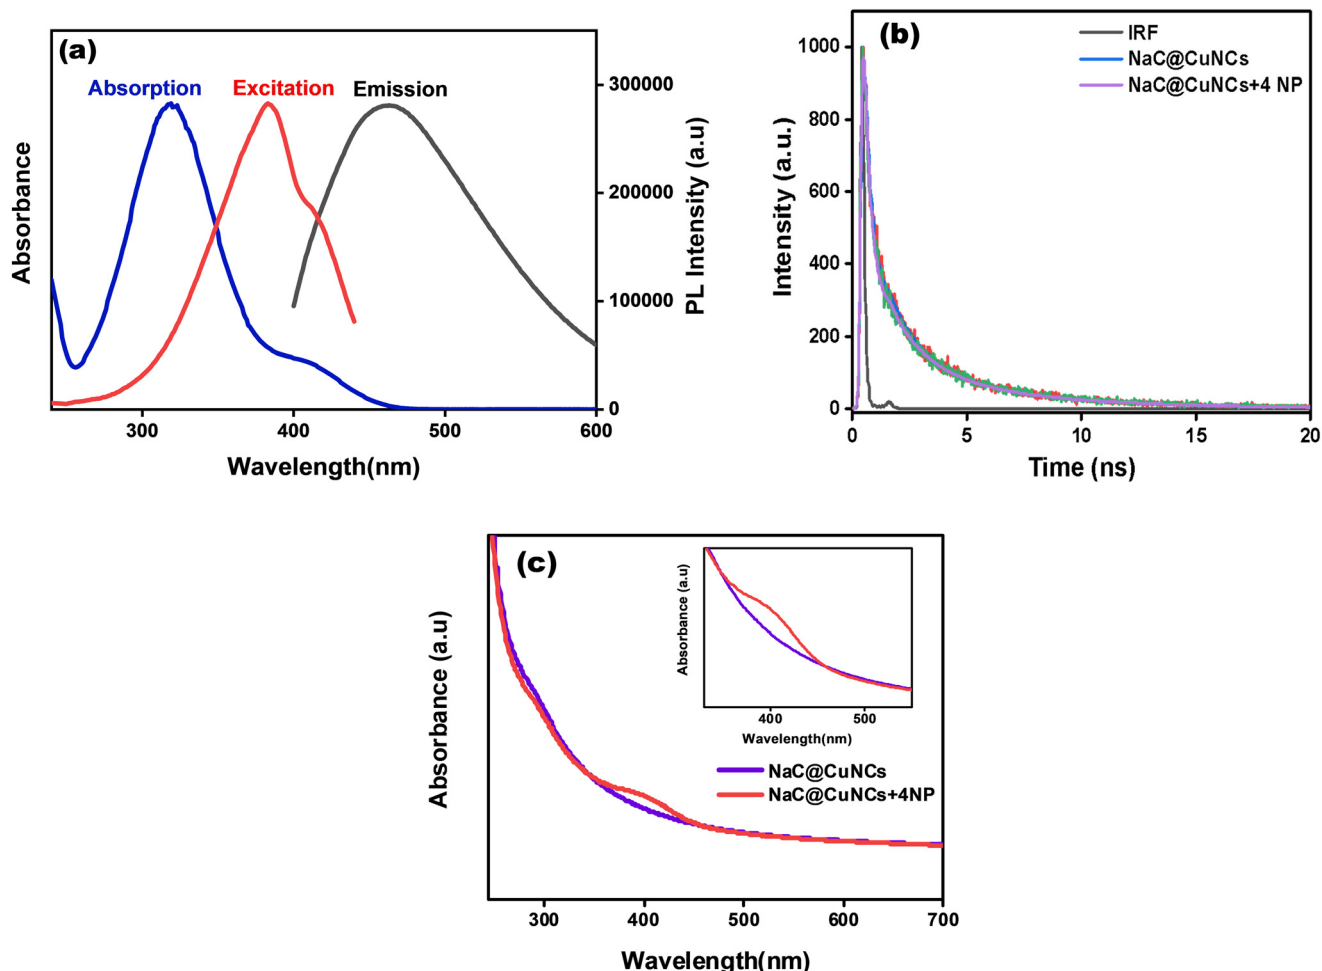 (a)
Absorption
Excitation
Emission
Absorbance
300000
200000
100000
0
PL Intensity (a.u)
300
400
500
600
Wavelength(nm)
(b)
IRF
NaC@CuNCs
NaC@CuNCs+4 NP
Intensity (a.u.)
1000
800
600
400
200
0
0
5
10
15
20
Time (ns)
(c)
Absorbance (a.u)
Absorbance (a.u)
400
500
Wavelength(nm)
NaC@CuNCs
NaC@CuNCs+4NP
300
400
500
600
700
Wavelength(nm)